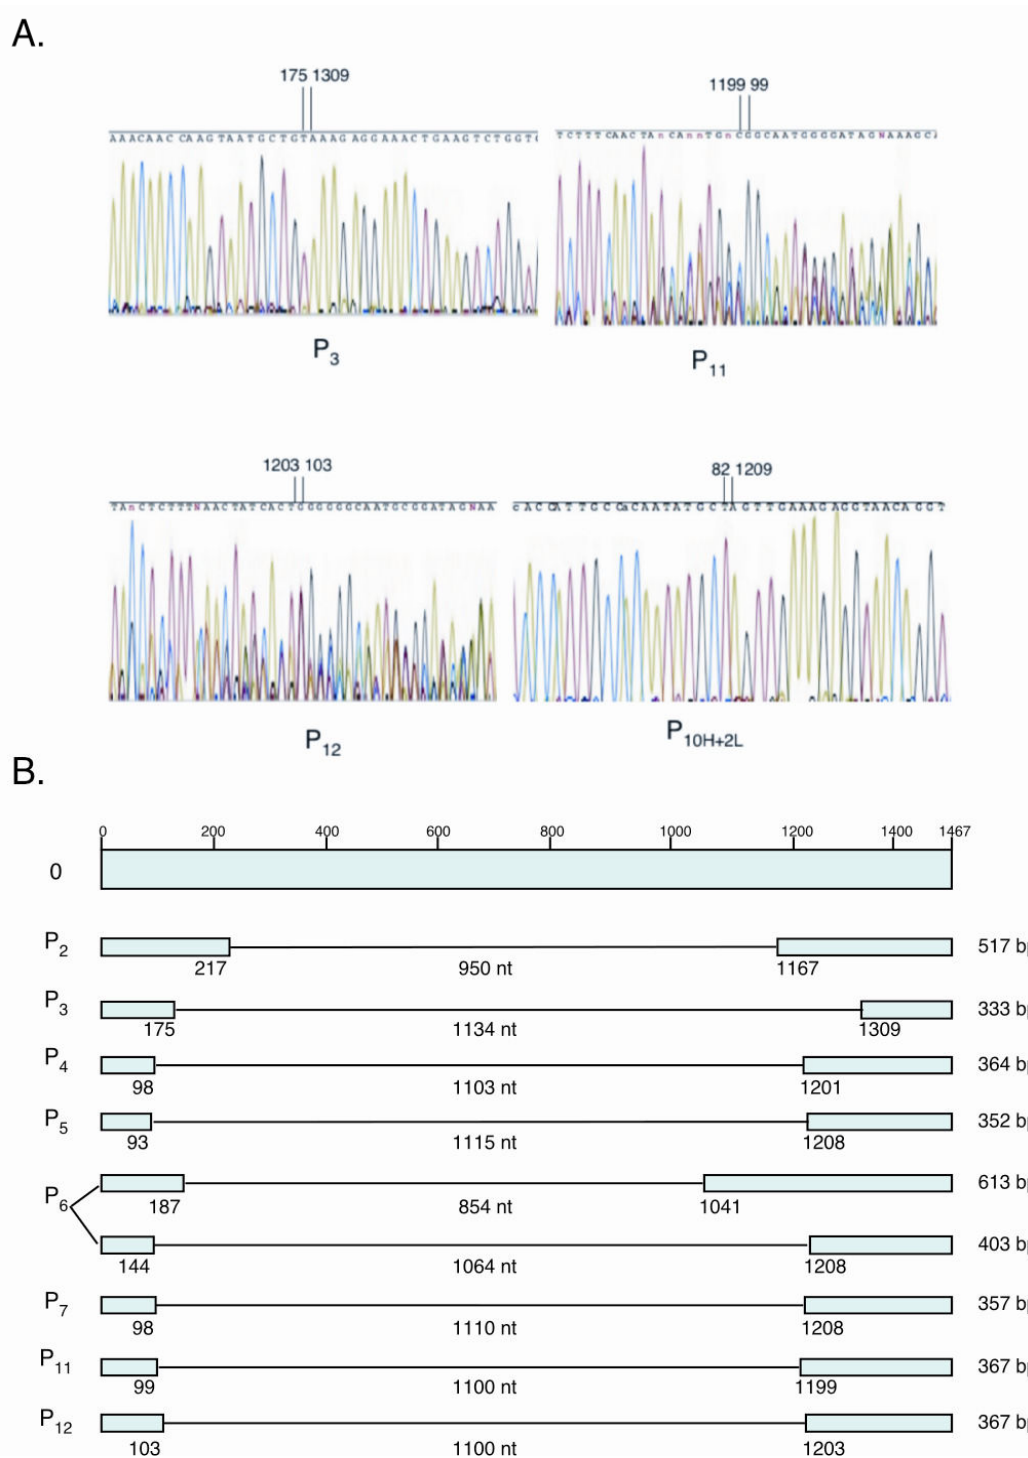 A.
175 1309
AAACAACCAAGTAATGCTGTAAAGAGGAAACTGAAGTCTGGT
P3
1199 99
TCTTTCAACTAnCAnnTGnCGGCAATGGGGATAGNAAAGC
P11
1203 103
TAnCTCTTTNAACTATCACTGGGGGGCAATGCGGATAGNAA
P12
82 1209
CACGATTGCCGaCAATATGCTAGTTGAAAGAGGTAACAGGT
P10H+2L
B.
0 200 400 600 800 1000 1200 1400 1467
0
P2 517 bp
217 950 nt 1167
P3 333 bp
175 1134 nt 1309
P4 364 bp
98 1103 nt 1201
P5 352 bp
93 1115 nt 1208
P6 613 bp
187 854 nt 1041
403 bp
144 1064 nt 1208
P7 357 bp
98 1110 nt 1208
P11 367 bp
99 1100 nt 1199
P12 367 bp
103 1100 nt 1203